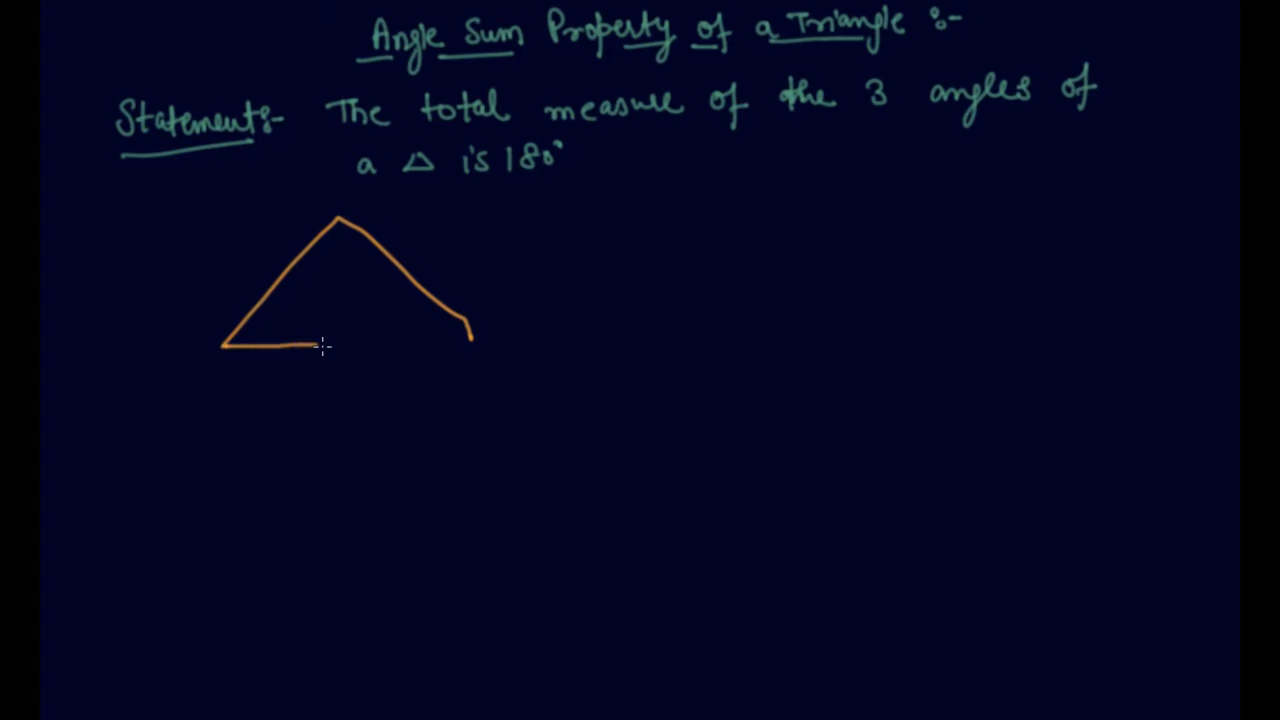 Angle Sum Property of a Triangle :-
Statement:- The total measure of the 3 angles of
a △ is 180°